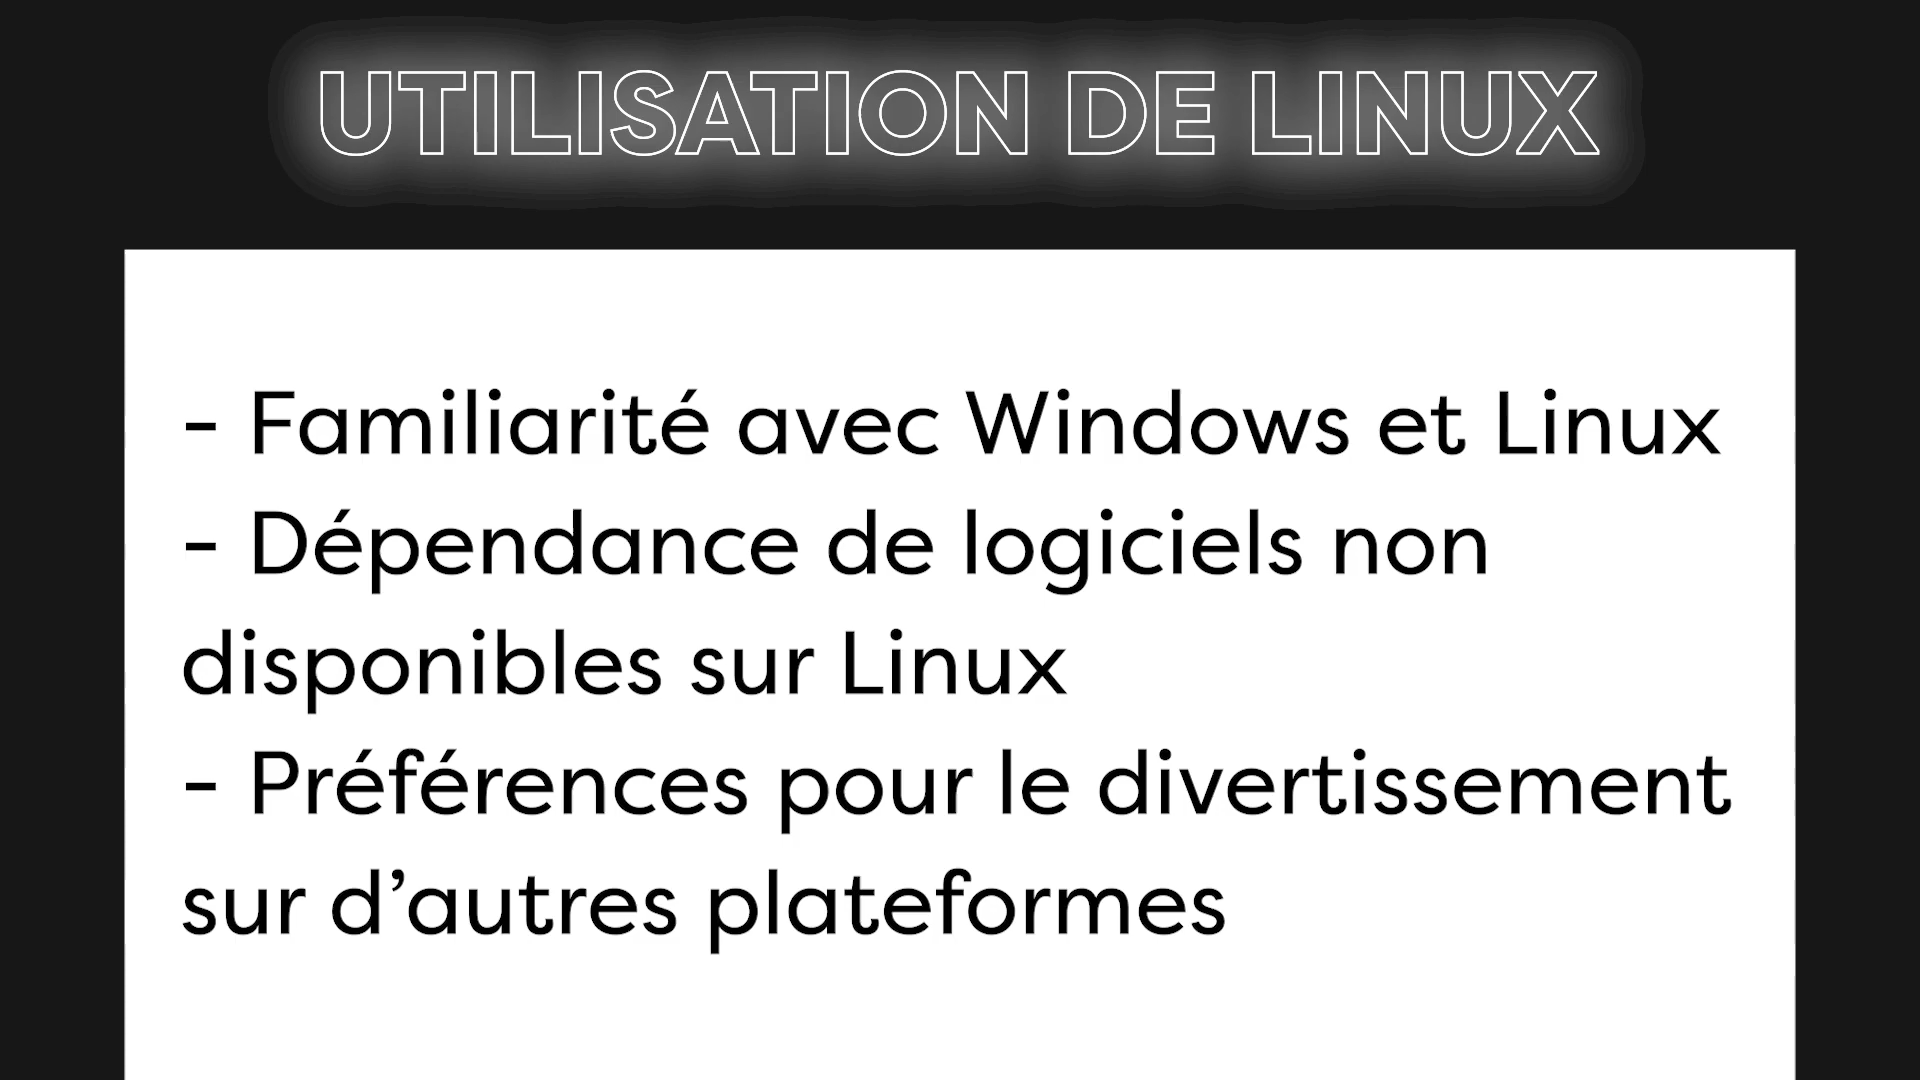 UTILISATION DE LINUX
- Familiarité avec Windows et Linux
- Dépendance de logiciels non
disponibles sur Linux
- Préférences pour le divertissement
sur d’autres plateformes